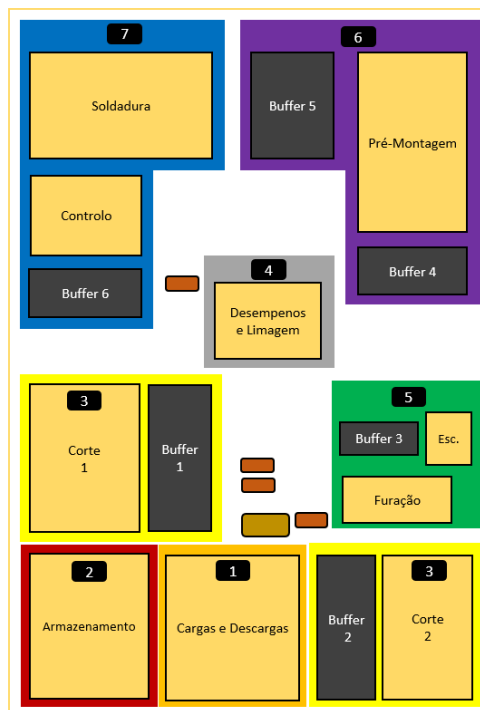 7
Soldadura
Controlo
Buffer 6
6
Buffer 5
Pré-Montagem
Buffer 4
4
Desempenos
e Limagem
3
Corte
1
Buffer
1
5
Buffer 3
Esc.
Furação
2
Armazenamento
1
Cargas e Descargas
3
Buffer
2
Corte
2